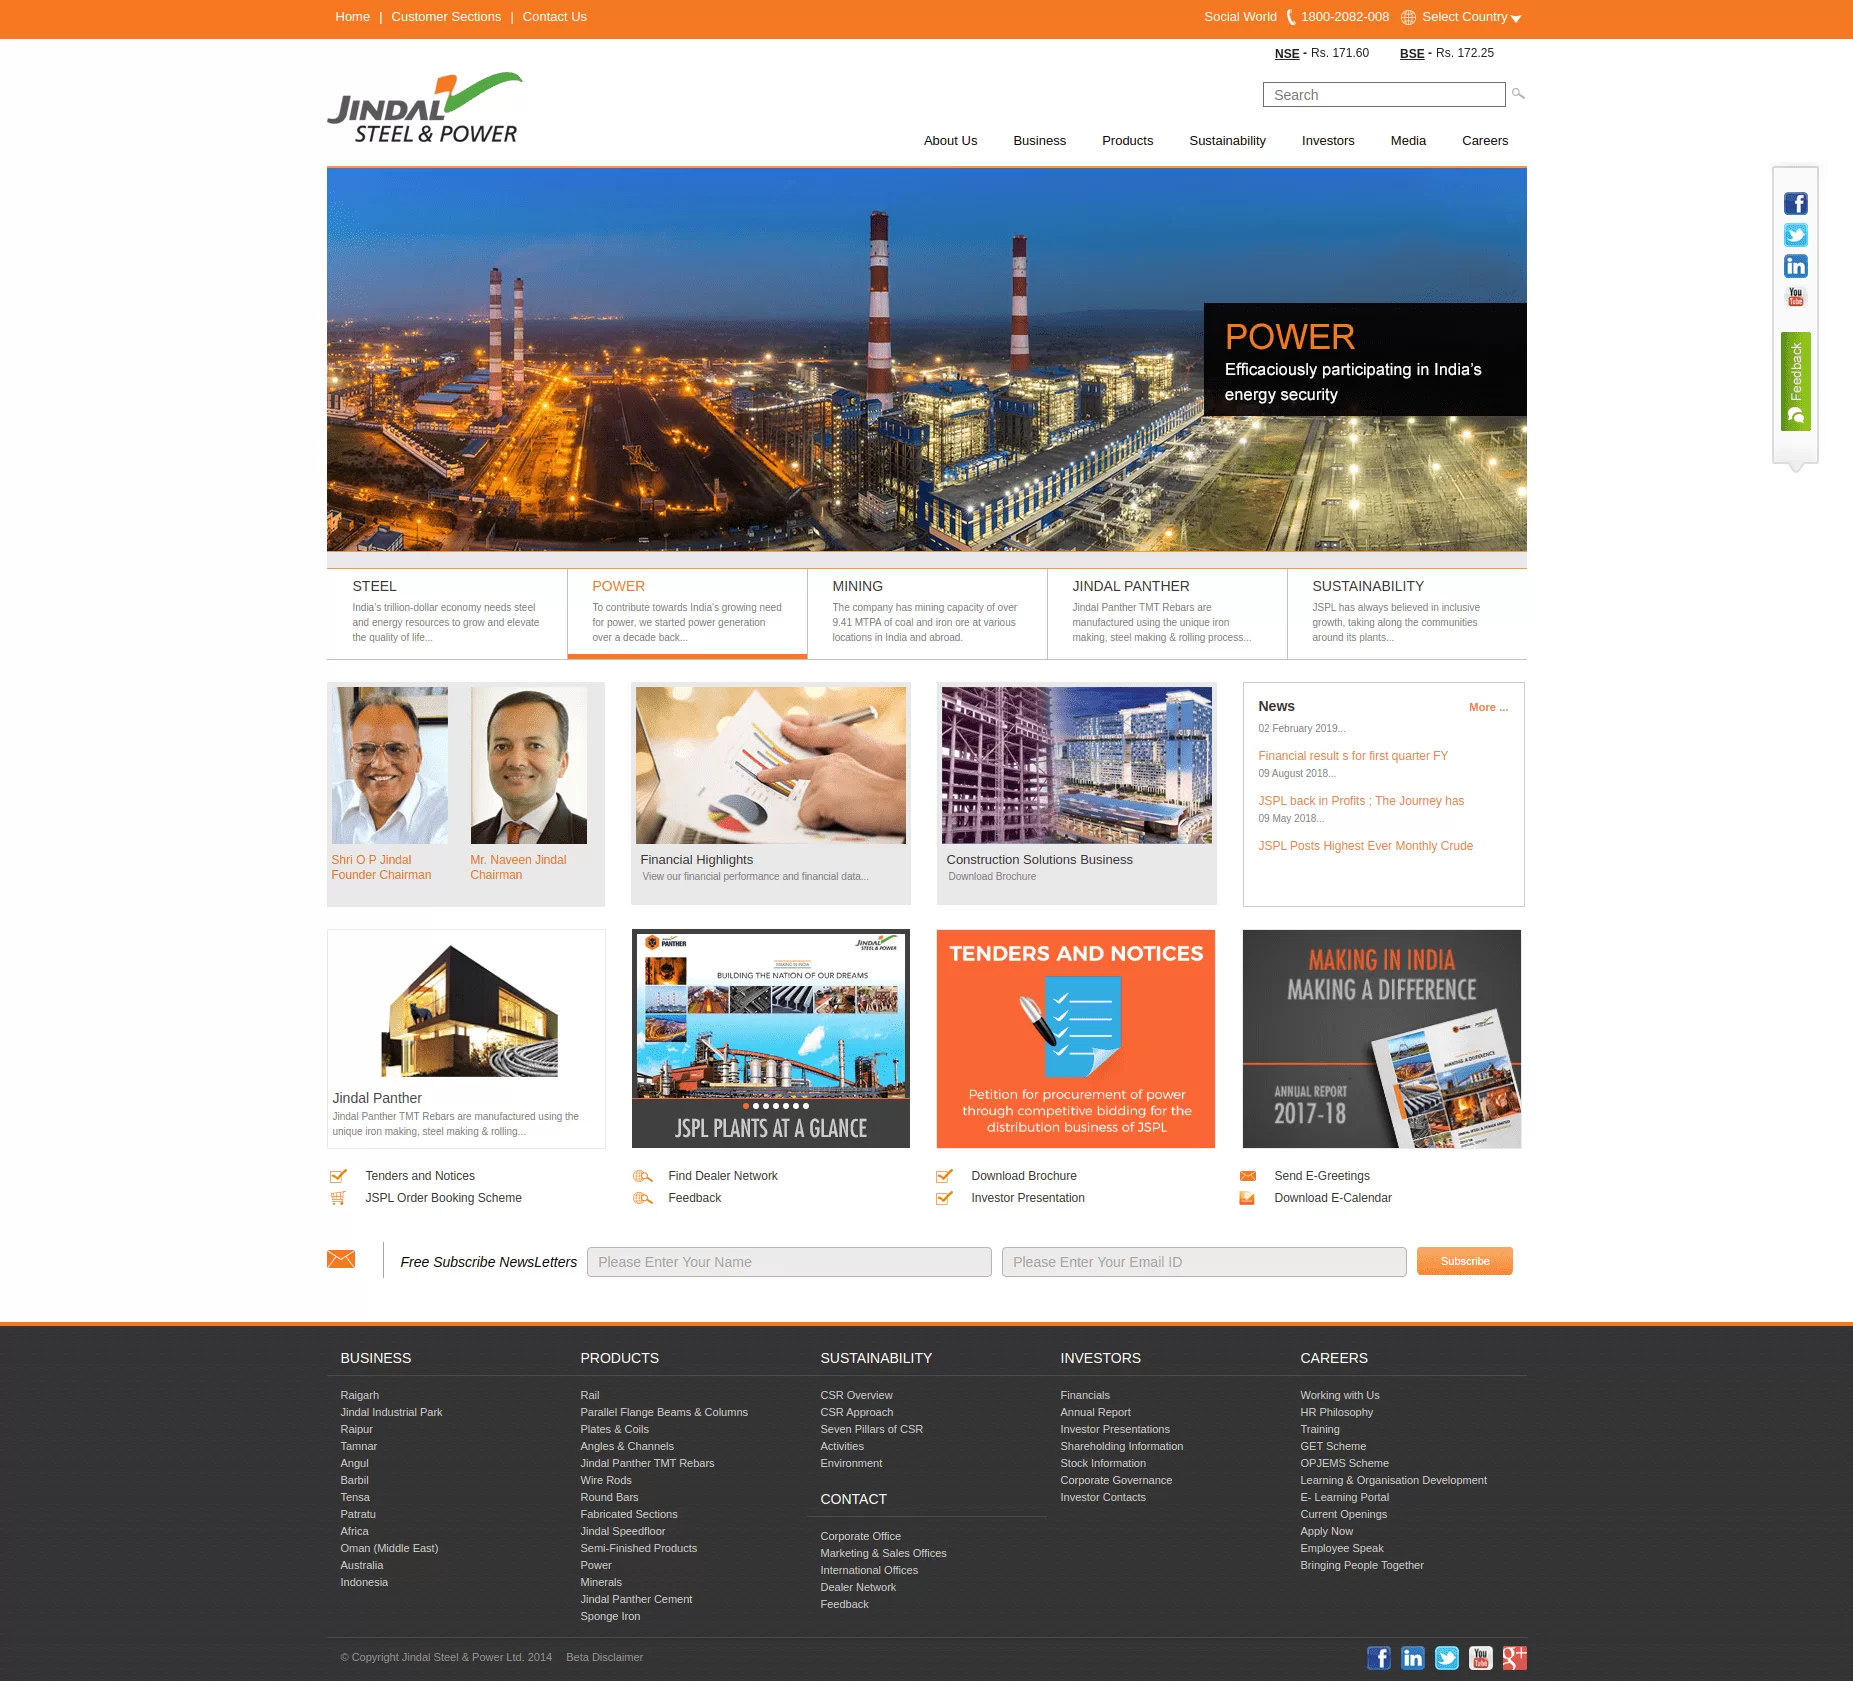 Home | Customer Sections | Contact Us
Social World 1800-2082-008 Select Country
NSE - Rs. 171.60 BSE - Rs. 172.25
JINDAL
STEEL & POWER
Search
About Us Business Products Sustainability Investors Media Careers
POWER
Efficaciously participating in India's
energy security
You
Tube
Feedback
STEEL
India's trillion-dollar economy needs steel
and energy resources to grow and elevate
the quality of life...
POWER
To contribute towards India's growing need
for power, we started power generation
over a decade back...
MINING
The company has mining capacity of over
9.41 MTPA of coal and iron ore at various
locations in India and abroad.
JINDAL PANTHER
Jindal Panther TMT Rebars are
manufactured using the unique iron
making, steel making & rolling process...
SUSTAINABILITY
JSPL has always believed in inclusive
growth, taking along the communities
around its plants...
Shri O P Jindal
Founder Chairman
Mr. Naveen Jindal
Chairman
Financial Highlights
View our financial performance and financial data...
Construction Solutions Business
Download Brochure
News More ...
02 February 2019...
Financial result s for first quarter FY
09 August 2018...
JSPL back in Profits ; The Journey has
09 May 2018...
JSPL Posts Highest Ever Monthly Crude
Jindal Panther
Jindal Panther TMT Rebars are manufactured using the
unique iron making, steel making & rolling...
PANTHER
JINDAL
STEEL & POWER
MAKING IN INDIA
BUILDING THE NATION OF OUR DREAMS
JSPL PLANTS AT A GLANCE
TENDERS AND NOTICES
Petition for procurement of power
through competitive bidding for the
distribution business of JSPL
MAKING IN INDIA
MAKING A DIFFERENCE
ANNUAL REPORT
2017-18
Tenders and Notices
JSPL Order Booking Scheme
Find Dealer Network
Feedback
Download Brochure
Investor Presentation
Send E-Greetings
Download E-Calendar
Free Subscribe NewsLetters
Please Enter Your Name
Please Enter Your Email ID
Subscribe
BUSINESS
Raigarh
Jindal Industrial Park
Raipur
Tamnar
Angul
Barbil
Tensa
Patratu
Africa
Oman (Middle East)
Australia
Indonesia
PRODUCTS
Rail
Parallel Flange Beams & Columns
Plates & Coils
Angles & Channels
Jindal Panther TMT Rebars
Wire Rods
Round Bars
Fabricated Sections
Jindal Speedfloor
Semi-Finished Products
Power
Minerals
Jindal Panther Cement
Sponge Iron
SUSTAINABILITY
CSR Overview
CSR Approach
Seven Pillars of CSR
Activities
Environment
CONTACT
Corporate Office
Marketing & Sales Offices
International Offices
Dealer Network
Feedback
INVESTORS
Financials
Annual Report
Investor Presentations
Shareholding Information
Stock Information
Corporate Governance
Investor Contacts
CAREERS
Working with Us
HR Philosophy
Training
GET Scheme
OPJEMS Scheme
Learning & Organisation Development
E- Learning Portal
Current Openings
Apply Now
Employee Speak
Bringing People Together
© Copyright Jindal Steel & Power Ltd. 2014 Beta Disclaimer
You
Tube